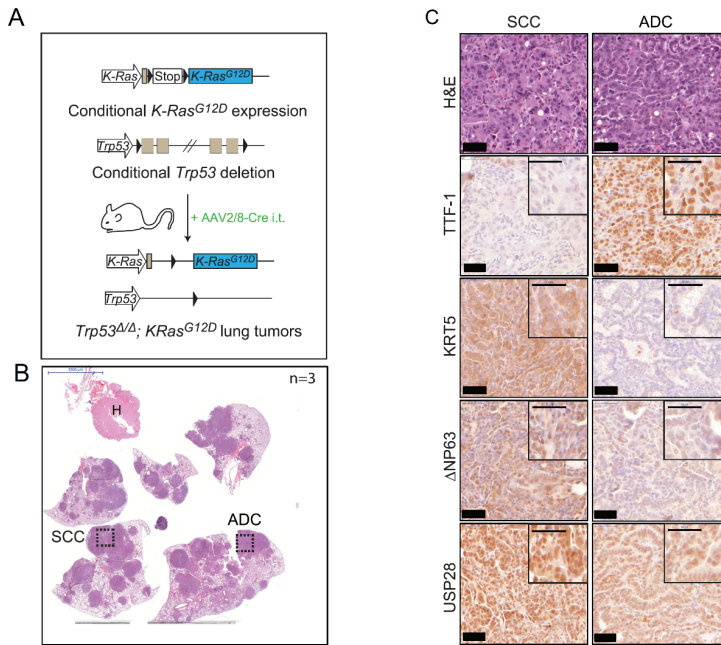 A
K-Ras Stop K-RasG12D
Conditional K-RasG12D expression
Trp53
Conditional Trp53 deletion
+ AAV2/8-Cre i.t.
K-Ras K-RasG12D
Trp53
Trp53Δ/Δ; KRasG12D lung tumors
B
n=3
H
SCC
ADC
C
SCC ADC
H&E
TTF-1
KRT5
ΔNP63
USP28